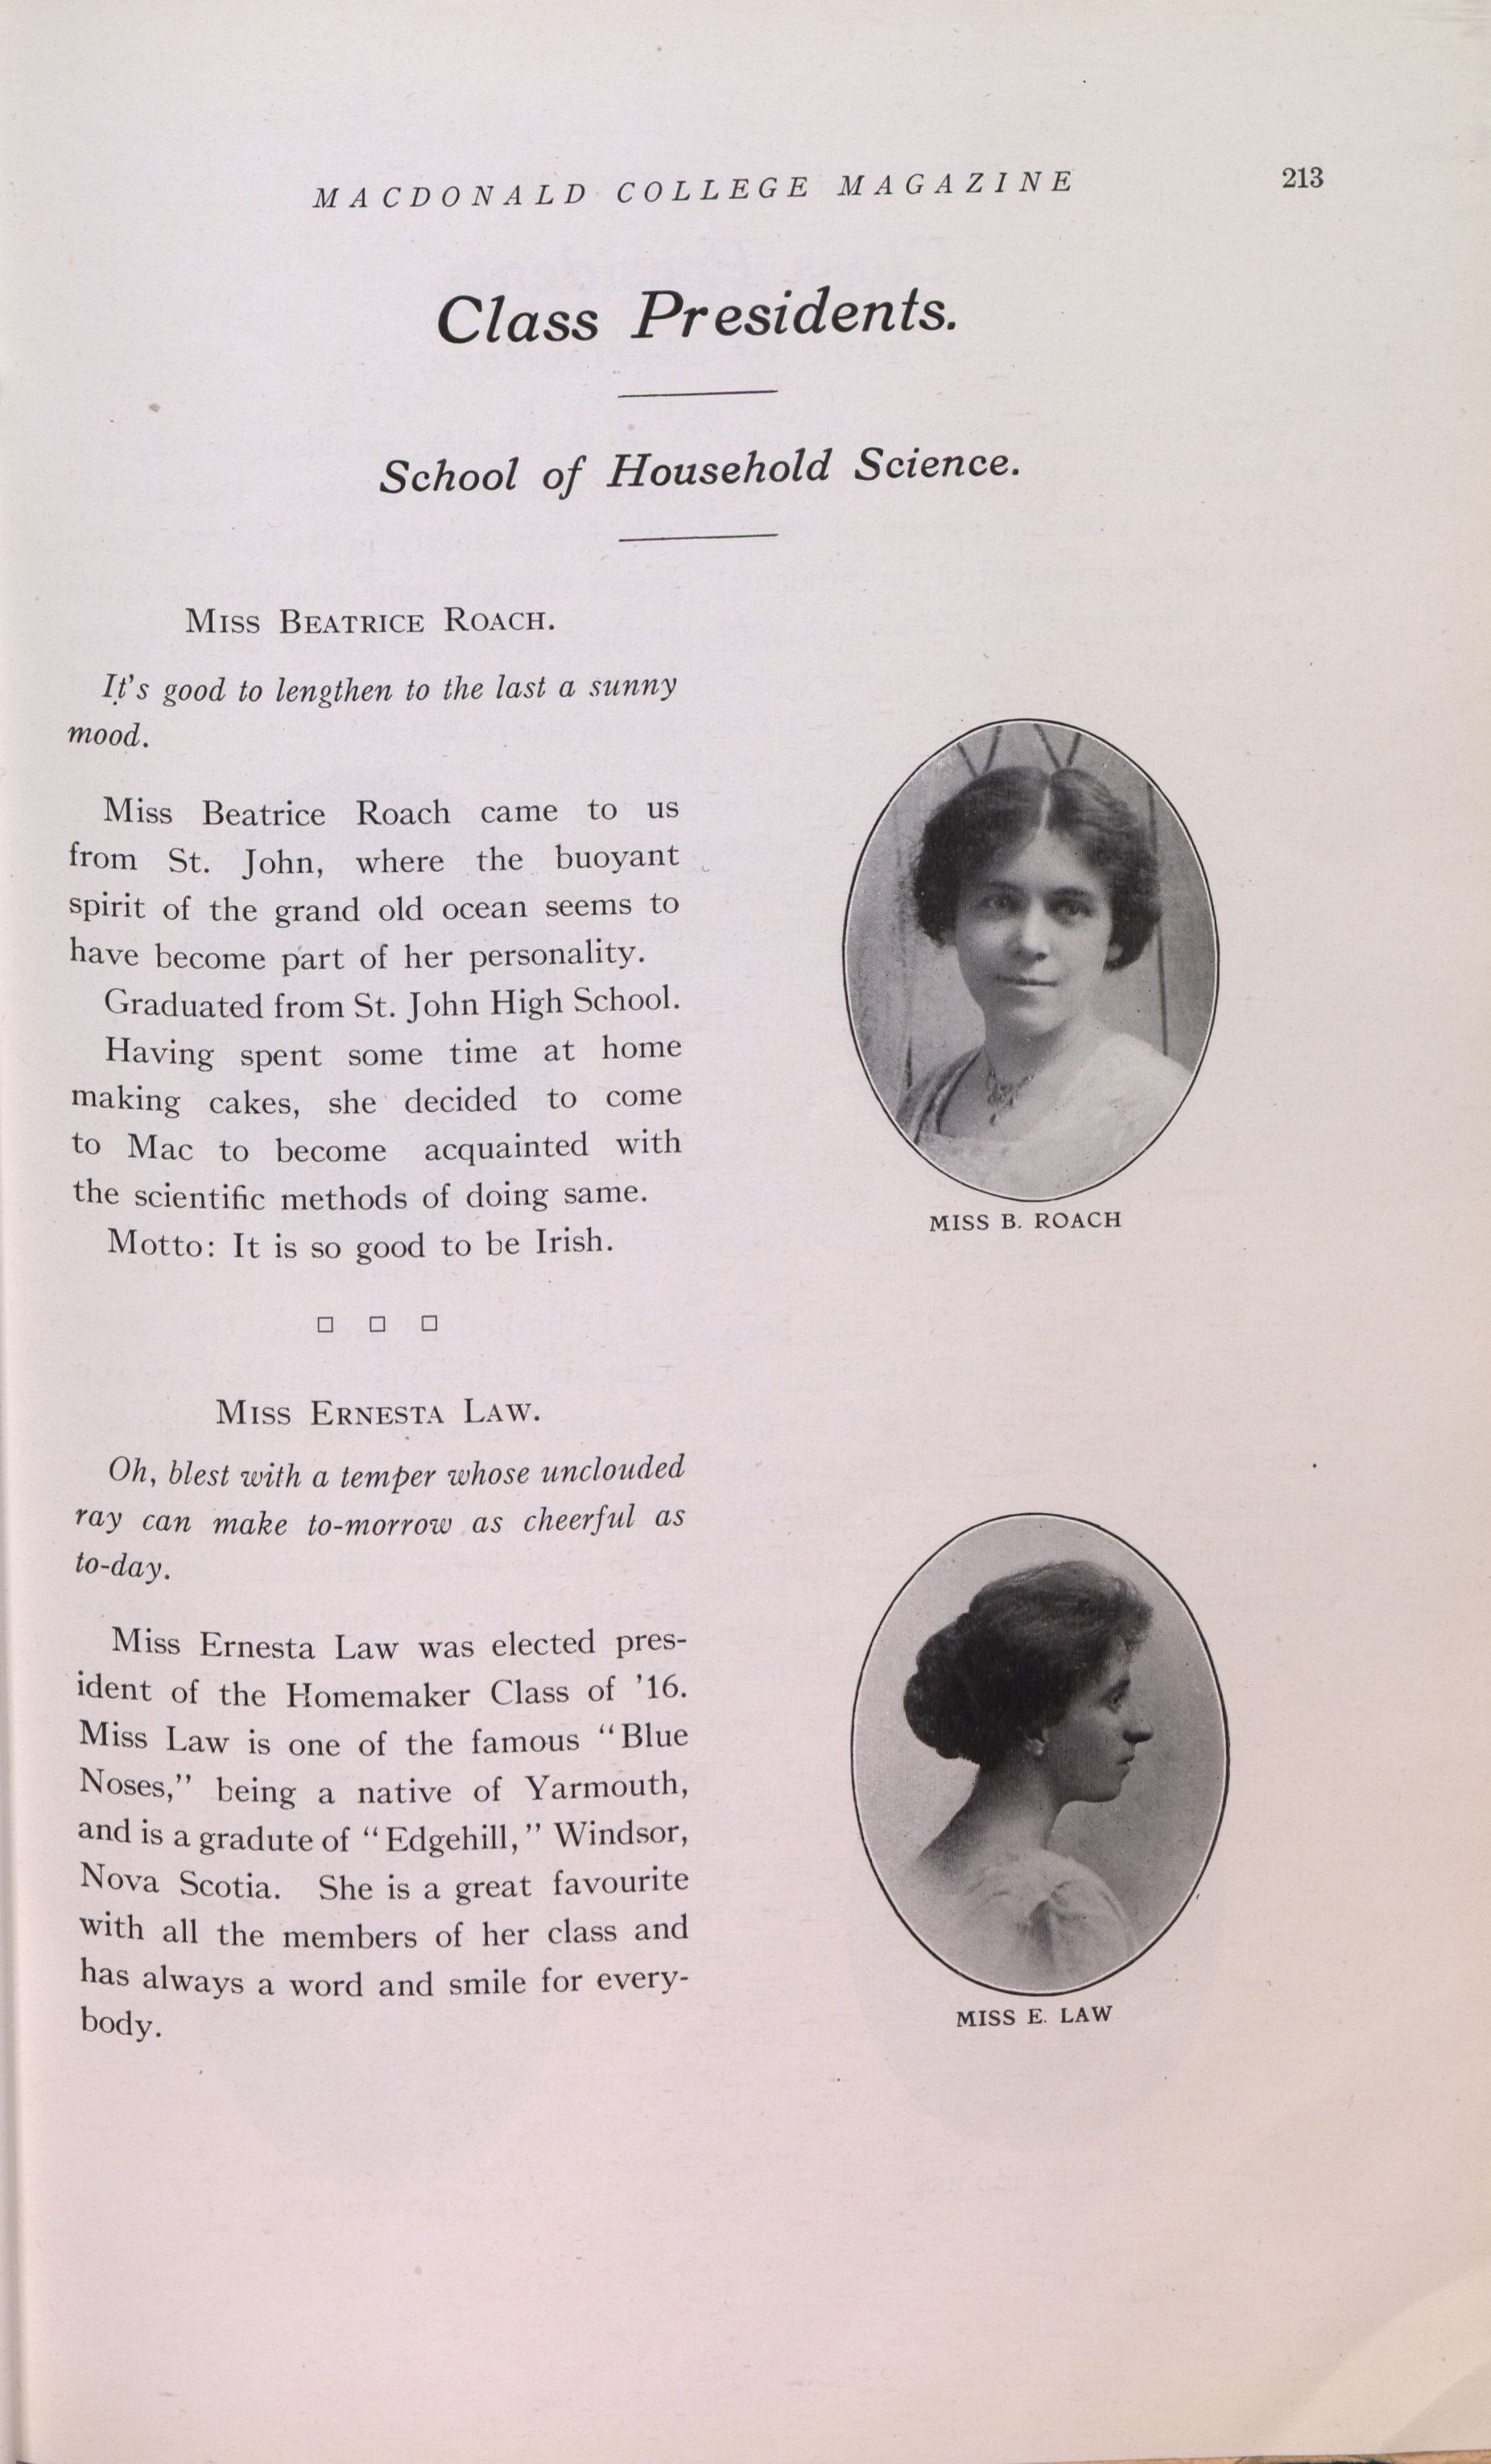 MACDONALD COLLEGE MAGAZINE 213
Class Presidents.
School of Household Science.
MISS BEATRICE ROACH.
It's good to lengthen to the last a sunny
mood.
Miss Beatrice Roach came to us
from St. John, where the buoyant
spirit of the grand old ocean seems to
have become part of her personality.
Graduated from St. John High School.
Having spent some time at home
making cakes, she decided to come
to Mac to become acquainted with
the scientific methods of doing same.
Motto: It is so good to be Irish.
MISS B. ROACH
MISS ERNESTA LAW.
Oh, blest with a temper whose unclouded
ray can make to-morrow as cheerful as
to-day.
Miss Ernesta Law was elected pres-
ident of the Homemaker Class of '16.
Miss Law is one of the famous "Blue
Noses," being a native of Yarmouth,
and is a gradute of "Edgehill," Windsor,
Nova Scotia. She is a great favourite
with all the members of her class and
has always a word and smile for every-
body.
MISS E. LAW